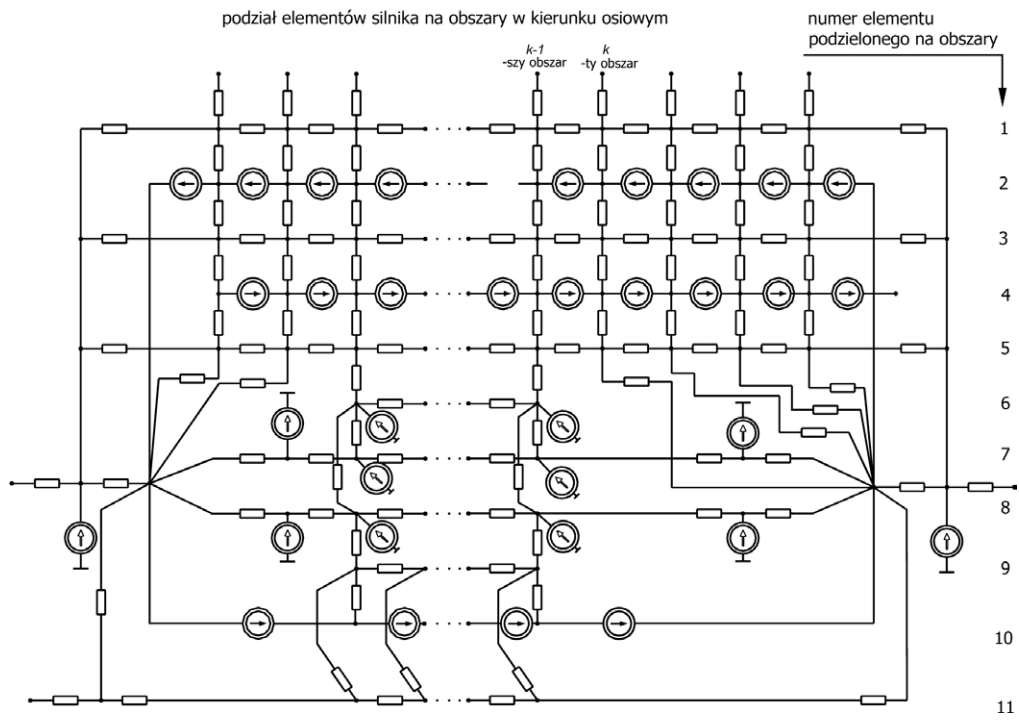 podział elementów silnika na obszary w kierunku osiowym
numer elementu
podzielonego na obszary
k-1
-szy obszar
k
-ty obszar
1
2
3
4
5
6
7
8
9
10
11